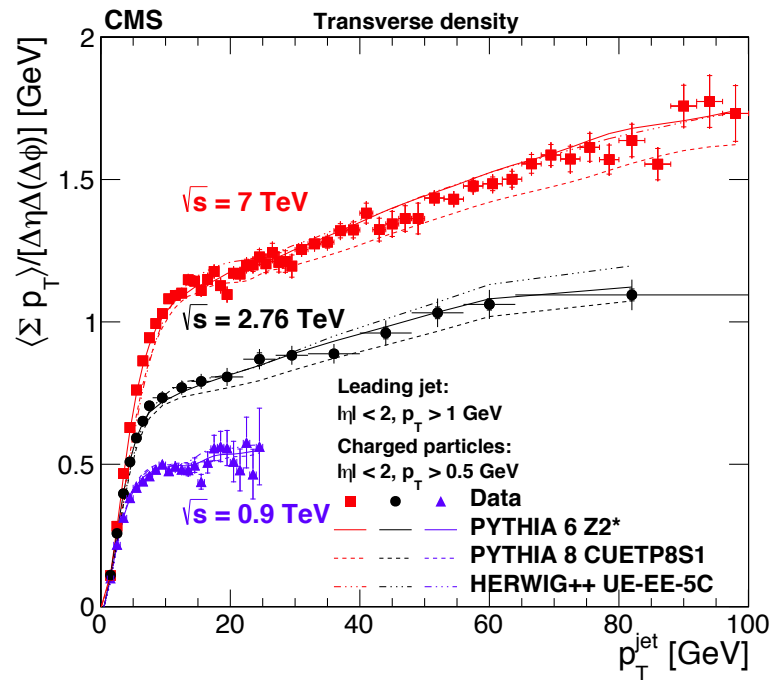 CMS Transverse density
⟨Σ p_T⟩/[ΔηΔ(Δϕ)] [GeV]
2
1.5
1
0.5
0
√s = 7 TeV
√s = 2.76 TeV
√s = 0.9 TeV
Leading jet:
|η| < 2, p_T > 1 GeV
Charged particles:
|η| < 2, p_T > 0.5 GeV
Data
PYTHIA 6 Z2*
PYTHIA 8 CUETP8S1
HERWIG++ UE-EE-5C
0 20 40 60 80 100
p_T^jet [GeV]